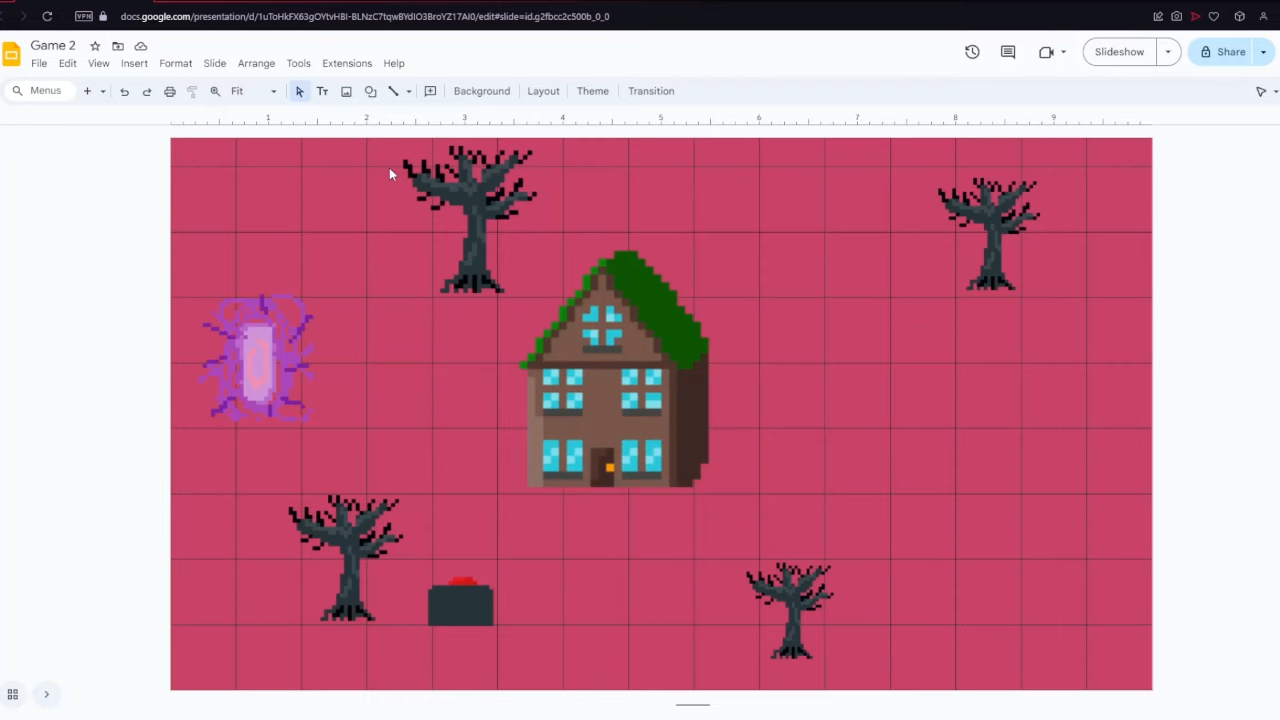 VPN
docs.google.com/presentation/d/1uToHkFX63gOYtvHBI-BLNzC7tqwBYdIO3BroYZ17AI0/edit#slide=id.g2fbcc2c500b_0_0
Game 2
File Edit View Insert Format Slide Arrange Tools Extensions Help
Slideshow
Share
Menus
Fit
Background Layout Theme Transition
1 2 3 4 5 6 7 8 9